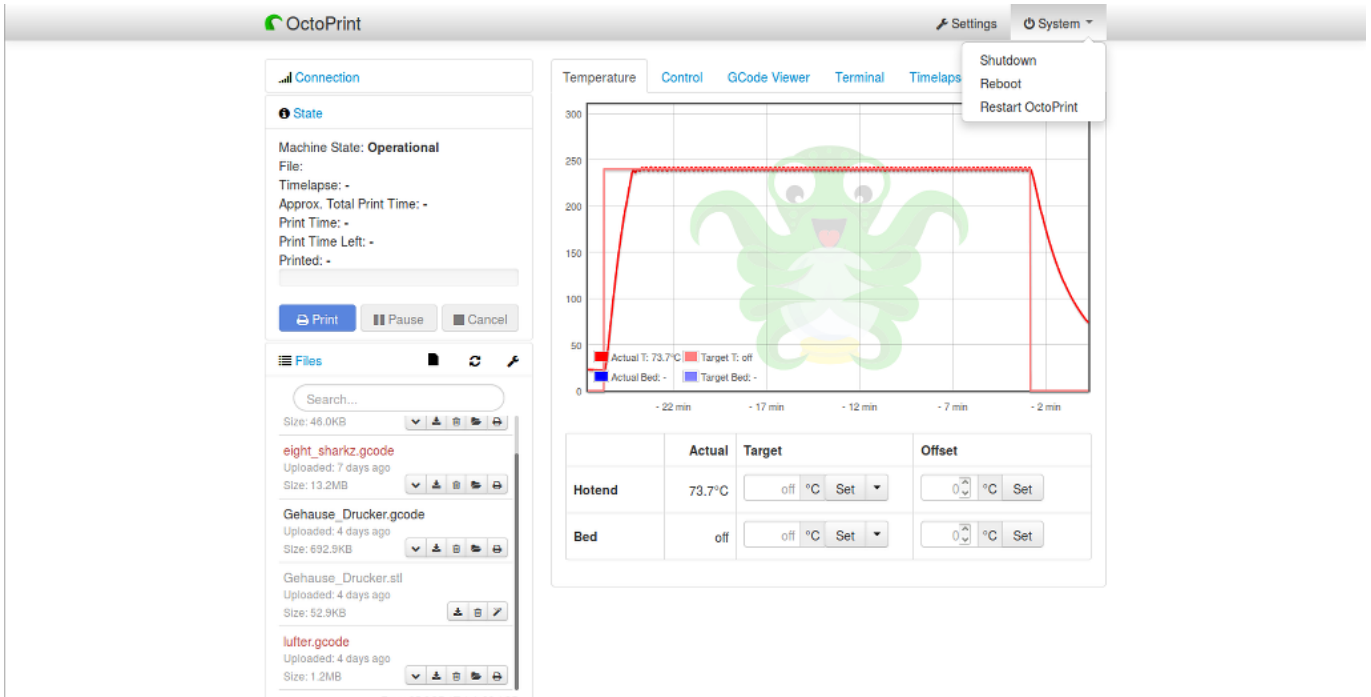 OctoPrint
Settings
System
Shutdown
Reboot
Restart OctoPrint
Connection
State
Machine State: Operational
File:
Timelapse: -
Approx. Total Print Time: -
Print Time: -
Print Time Left: -
Printed: -
Print
Pause
Cancel
Files
Search...
Size: 46.0KB
eight_sharkz.gcode
Uploaded: 7 days ago
Size: 13.2MB
Gehause_Drucker.gcode
Uploaded: 4 days ago
Size: 692.9KB
Gehause_Drucker.stl
Uploaded: 4 days ago
Size: 52.9KB
lufter.gcode
Uploaded: 4 days ago
Size: 1.2MB
Temperature Control GCode Viewer Terminal Timelaps
300
250
200
150
100
50
0
Actual T: 73.7°C Target T: off
Actual Bed: - Target Bed: -
- 22 min - 17 min - 12 min - 7 min - 2 min
Actual Target Offset
Hotend 73.7°C off °C Set 0 °C Set
Bed off off °C Set 0 °C Set